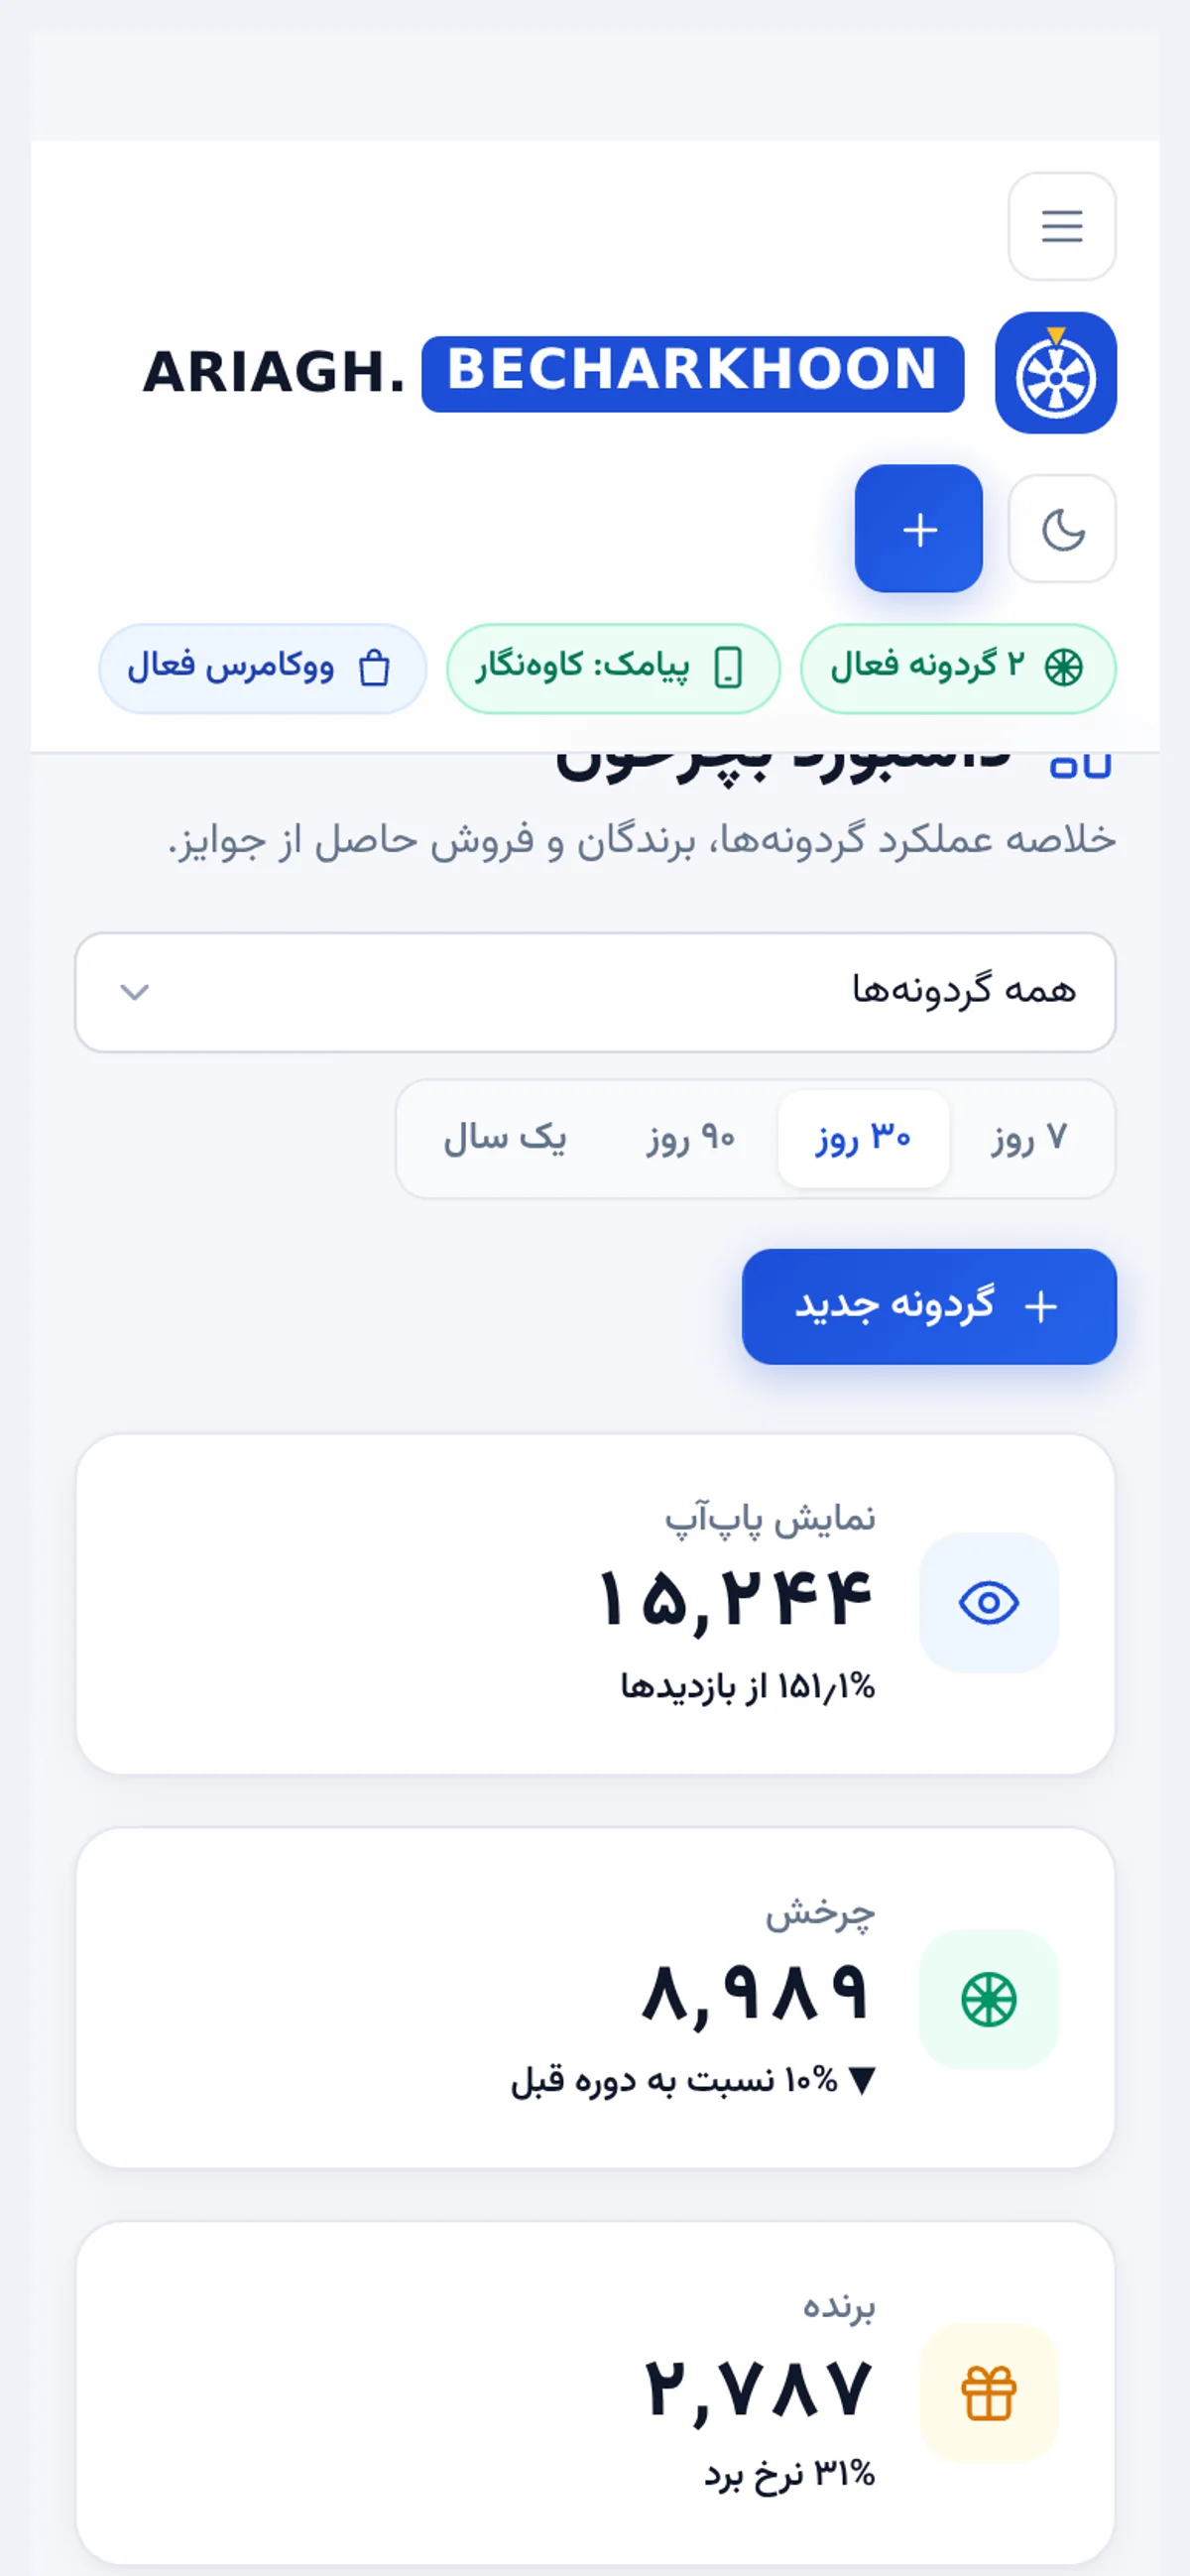 BECHARKHOON ARIAGH.
۲ گردونه فعال
پیامک: کاوه‌نگار
ووکامرس فعال
داشبورد بچرخون
خلاصه عملکرد گردونه‌ها، برندگان و فروش حاصل از جوایز.
همه گردونه‌ها
۷ روز
۳۰ روز
۹۰ روز
یک سال
گردونه جدید
نمایش پاپ‌آپ
۱۵,۲۴۴
۱۵۱٫۱% از بازدیدها
چرخش
۸,۹۸۹
▼ ۱۰% نسبت به دوره قبل
برنده
۲,۷۸۷
۳۱% نرخ برد